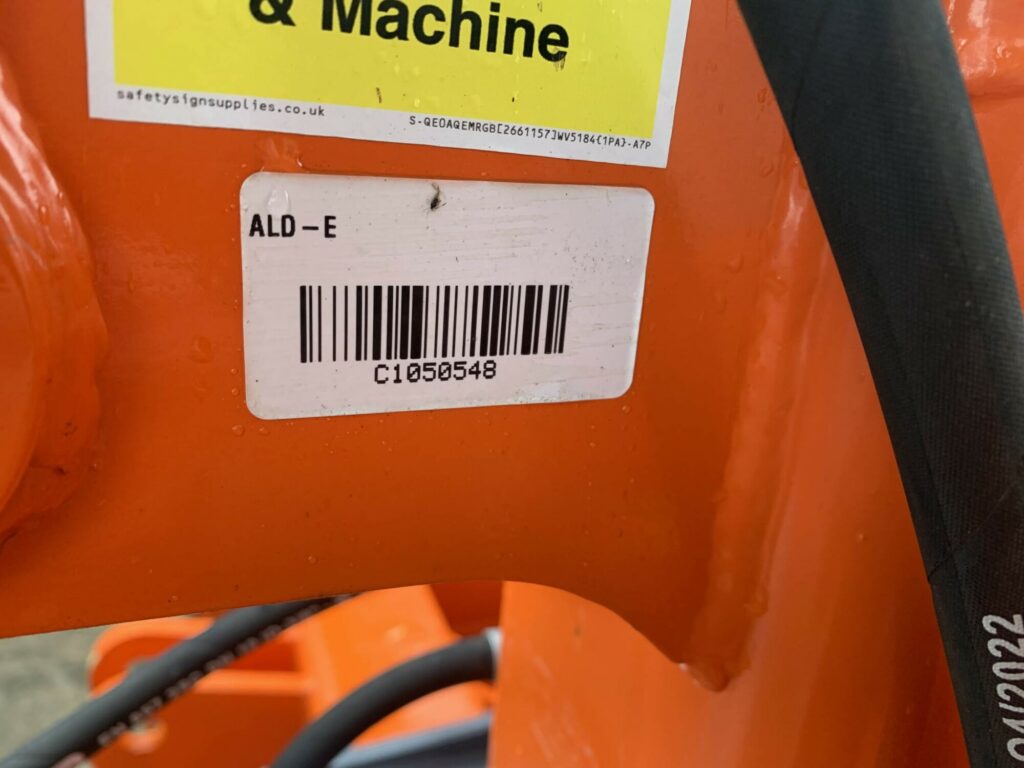 & Machine
safetysignsupplies.co.uk
S-QEOAQEMRGB[2661157]WV5184{1PA}-A7P
ALD-E
C1050548
04/2022